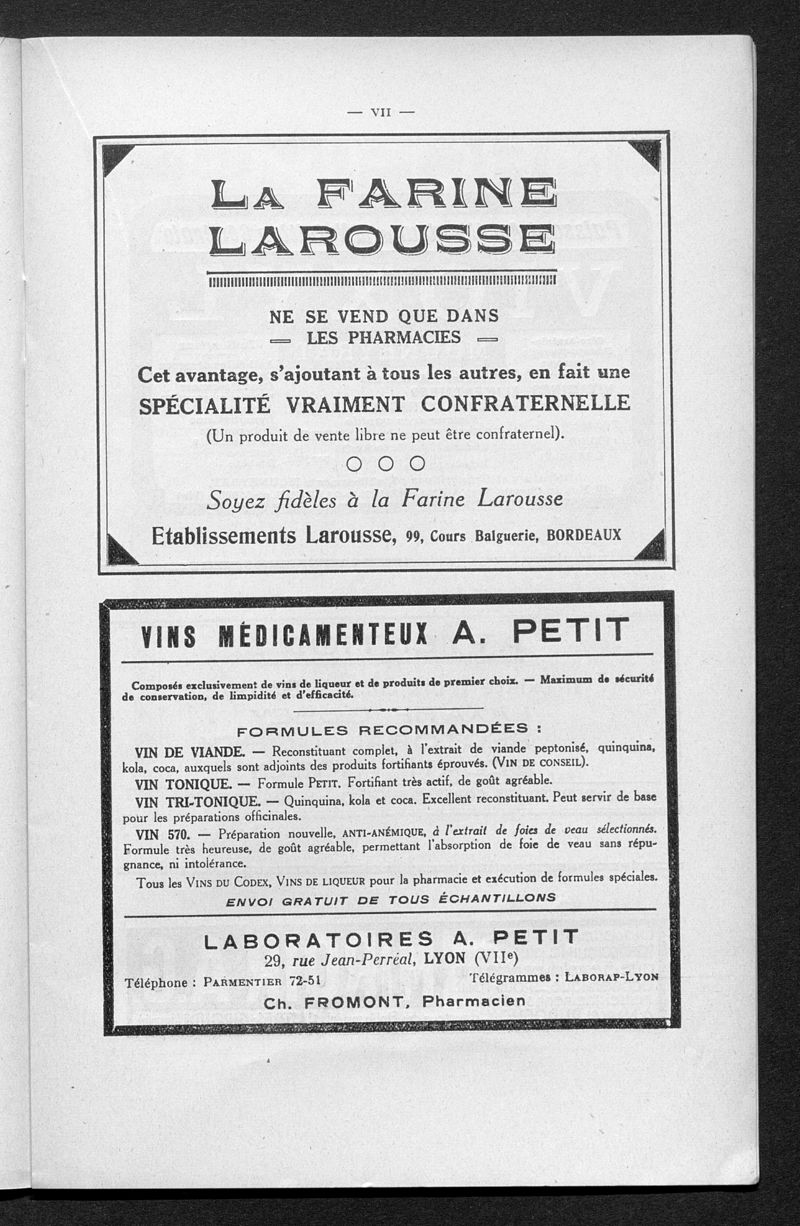 — VII —
LA FARINE
LAROUSSE
NE SE VEND QUE DANS
LES PHARMACIES
Cet avantage, s'ajoutant à tous les autres, en fait une
SPÉCIALITÉ VRAIMENT CONFRATERNELLE
(Un produit de vente libre ne peut être confraternel).
Soyez fidèles à la Farine Larousse
Etablissements Larousse, 99, Cours Balguerie, BORDEAUX
VINS MÉDICAMENTEUX A. PETIT
Composés exclusivement de vins de liqueur et de produits de premier choix. — Maximum de sécurité
de conservation, de limpidité et d'efficacité.
FORMULES RECOMMANDÉES :
VIN DE VIANDE. — Reconstituant complet, à l'extrait de viande peptonisé, quinquina,
kola, coca, auxquels sont adjoints des produits fortifiants éprouvés. (VIN DE CONSEIL).
VIN TONIQUE. — Formule PETIT. Fortifiant très actif, de goût agréable.
VIN TRI-TONIQUE. — Quinquina, kola et coca. Excellent reconstituant. Peut servir de base
pour les préparations officinales.
VIN 570. — Préparation nouvelle, ANTI-ANÉMIQUE, à l'extrait de foies de veau sélectionnés.
Formule très heureuse, de goût agréable, permettant l'absorption de foie de veau sans répu-
gnance, ni intolérance.
Tous les VINS DU CODEX, VINS DE LIQUEUR pour la pharmacie et exécution de formules spéciales.
ENVOI GRATUIT DE TOUS ÉCHANTILLONS
LABORATOIRES A. PETIT
29, rue Jean-Perréal, LYON (VIIe)
Téléphone : PARMENTIER 72-51 Télégrammes : LABORAP-LYON
Ch. FROMONT, Pharmacien